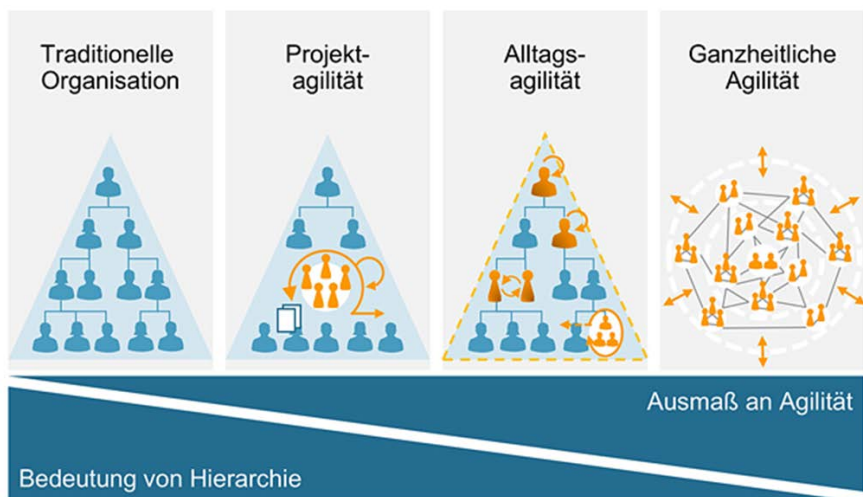 Traditionelle
Organisation
Projekt-
agilität
Alltags-
agilität
Ganzheitliche
Agilität
Ausmaß an Agilität
Bedeutung von Hierarchie